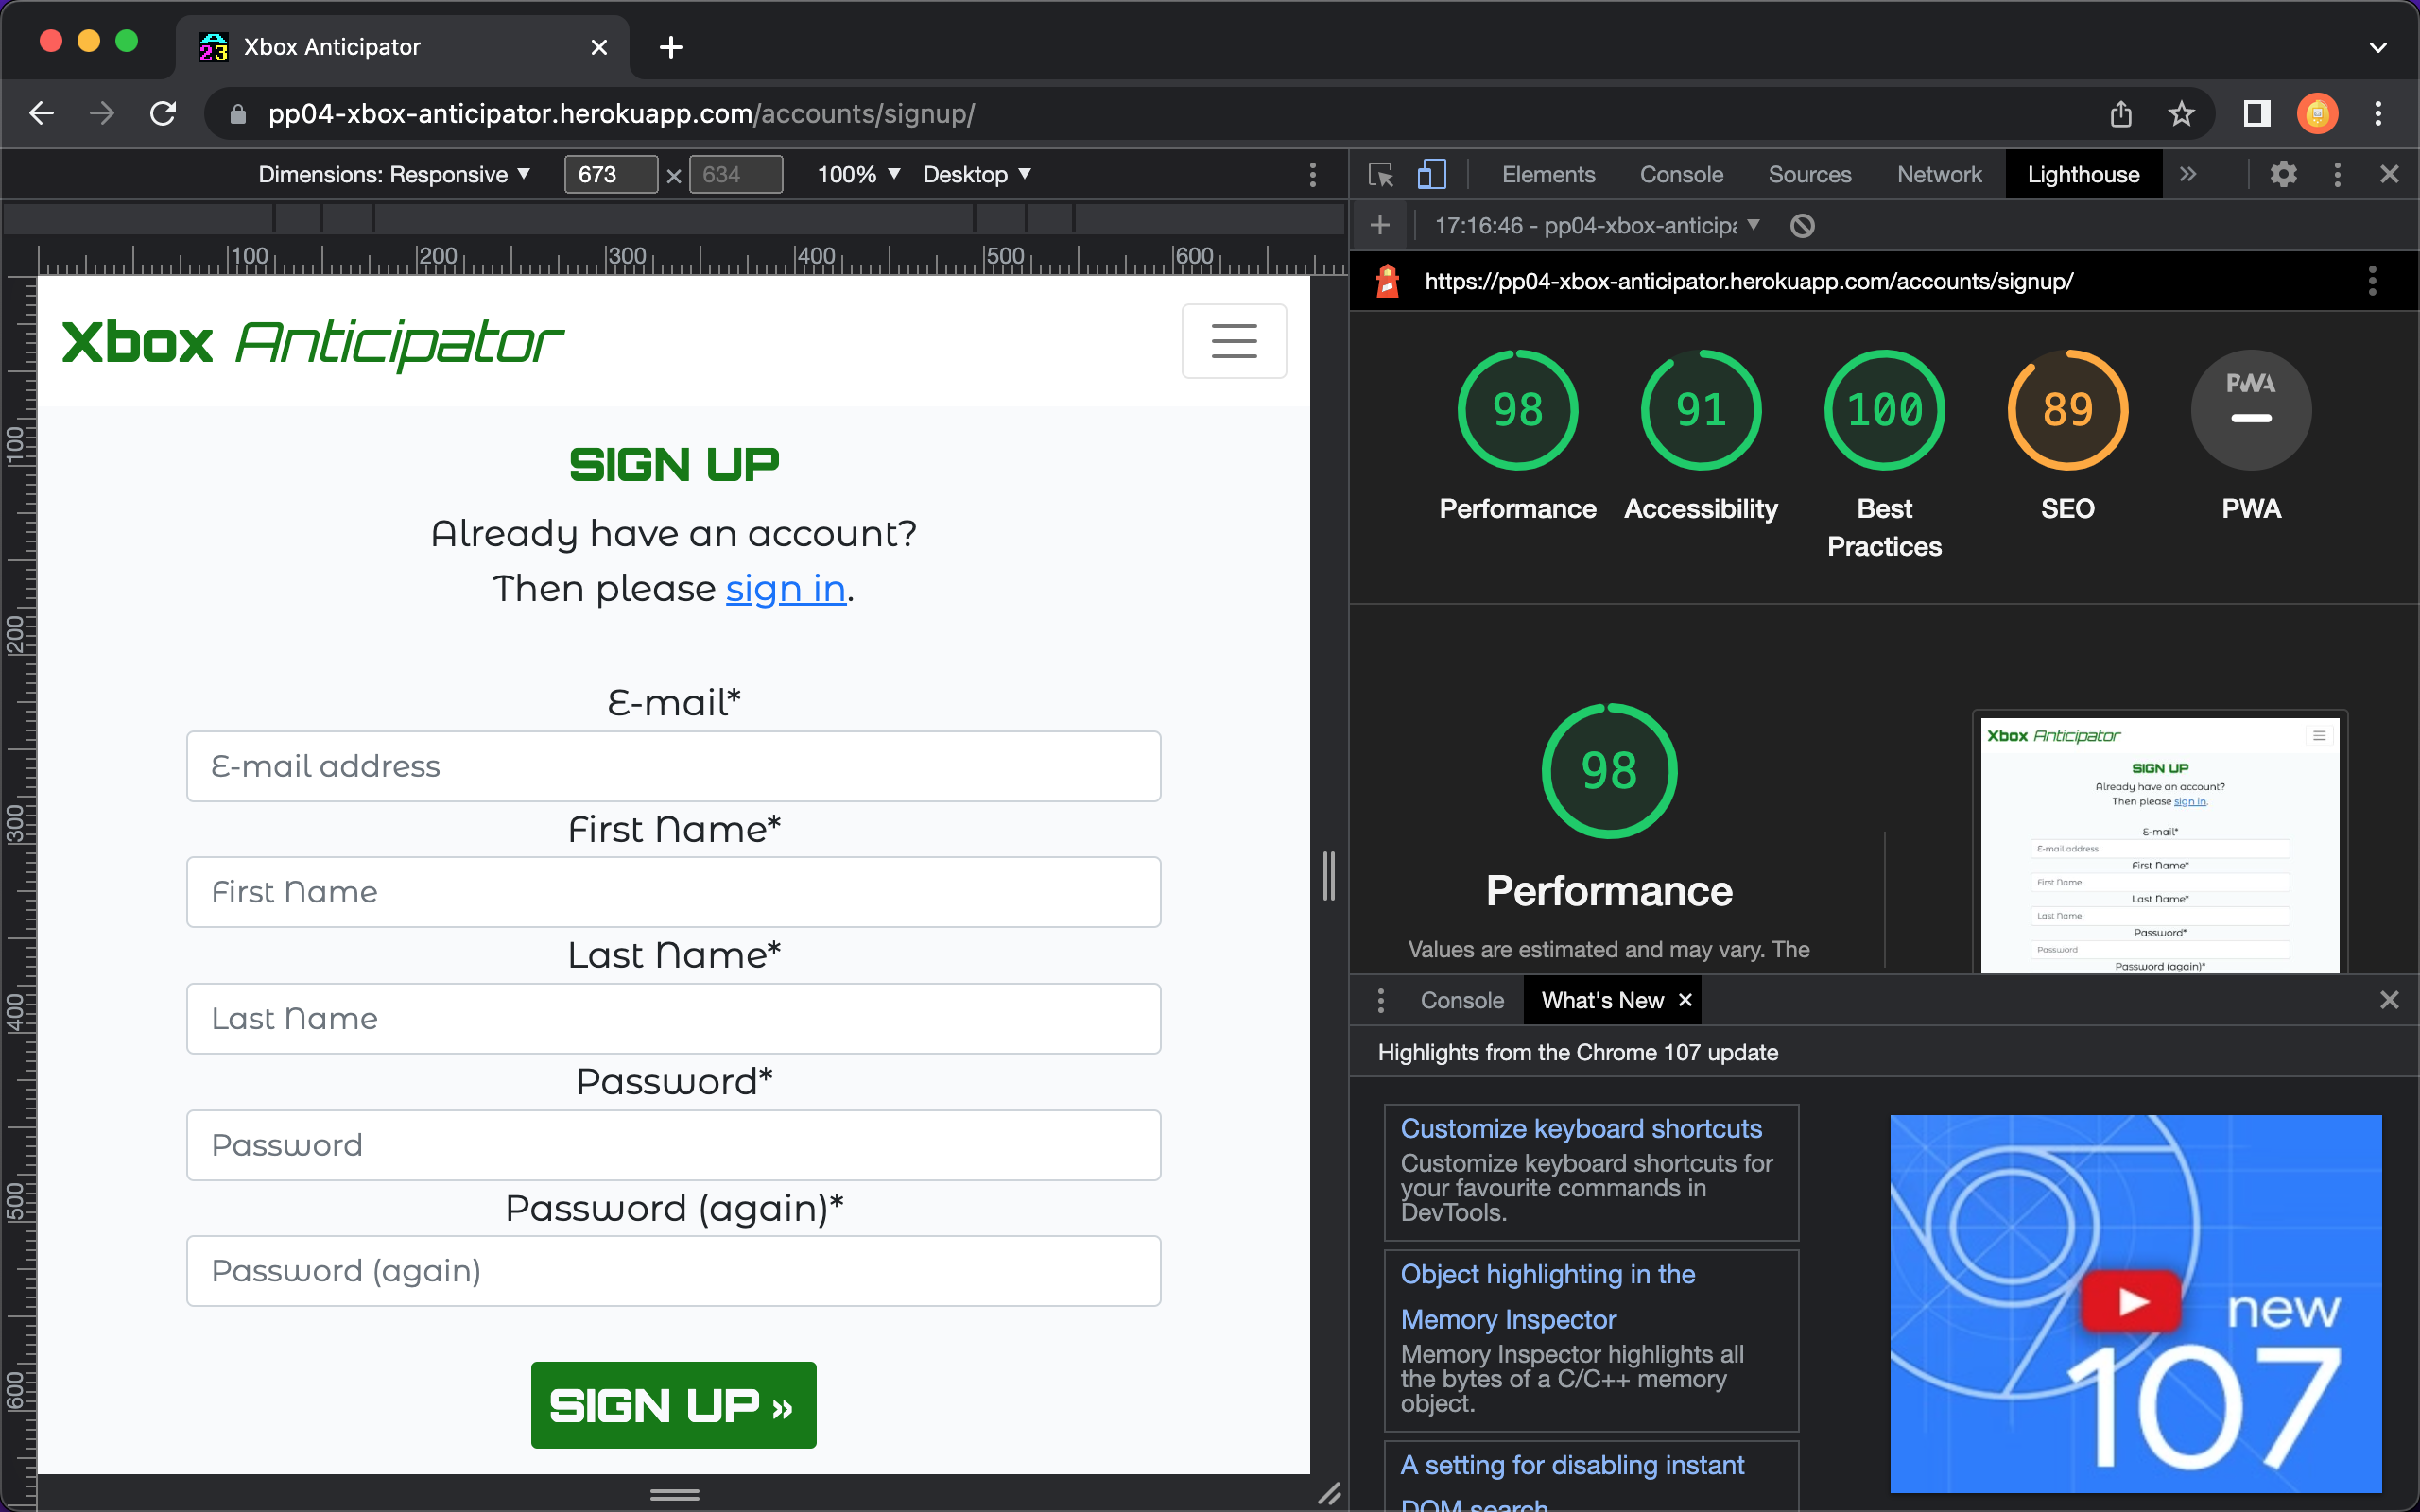 Xbox Anticipator
pp04-xbox-anticipator.herokuapp.com/accounts/signup/
Dimensions: Responsive ▼ 673 × 634 100% ▼ Desktop ▼
100 200 300 400 500 600
100
200
300
400
500
600
Xbox Anticipator
SIGN UP
Already have an account?
Then please sign in.
E-mail*
E-mail address
First Name*
First Name
Last Name*
Last Name
Password*
Password
Password (again)*
Password (again)
SIGN UP »
Elements Console Sources Network Lighthouse »
17:16:46 - pp04-xbox-anticipa ▼
https://pp04-xbox-anticipator.herokuapp.com/accounts/signup/
98 91 100 89 PWA
Performance Accessibility Best Practices SEO PWA
98
Performance
Values are estimated and may vary. The
Xbox Anticipator
SIGN UP
Already have an account?
Then please sign in.
E-mail*
E-mail address
First Name*
First Name
Last Name*
Last Name
Password*
Password
Password (again)*
Console What's New ×
Highlights from the Chrome 107 update
Customize keyboard shortcuts
Customize keyboard shortcuts for
your favourite commands in
DevTools.
Object highlighting in the
Memory Inspector
Memory Inspector highlights all
the bytes of a C/C++ memory
object.
A setting for disabling instant
DOM search
new
107